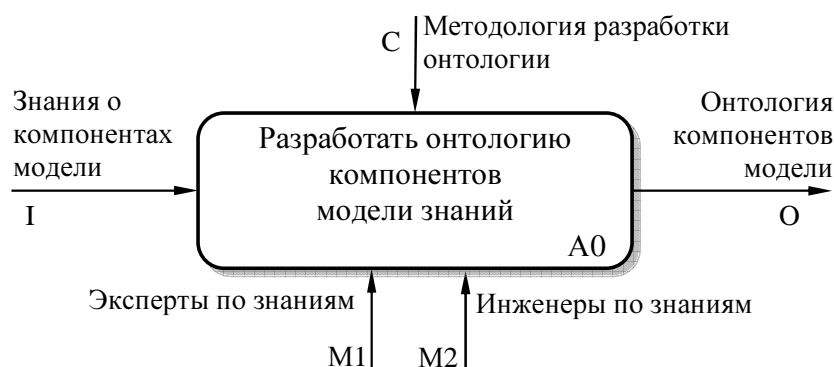 C
Методология разработки
онтологии
Знания о
компонентах
модели
I
Разработать онтологию
компонентов
модели знаний
A0
Онтология
компонентов
модели
O
Эксперты по знаниям
M1
Инженеры по знаниям
M2